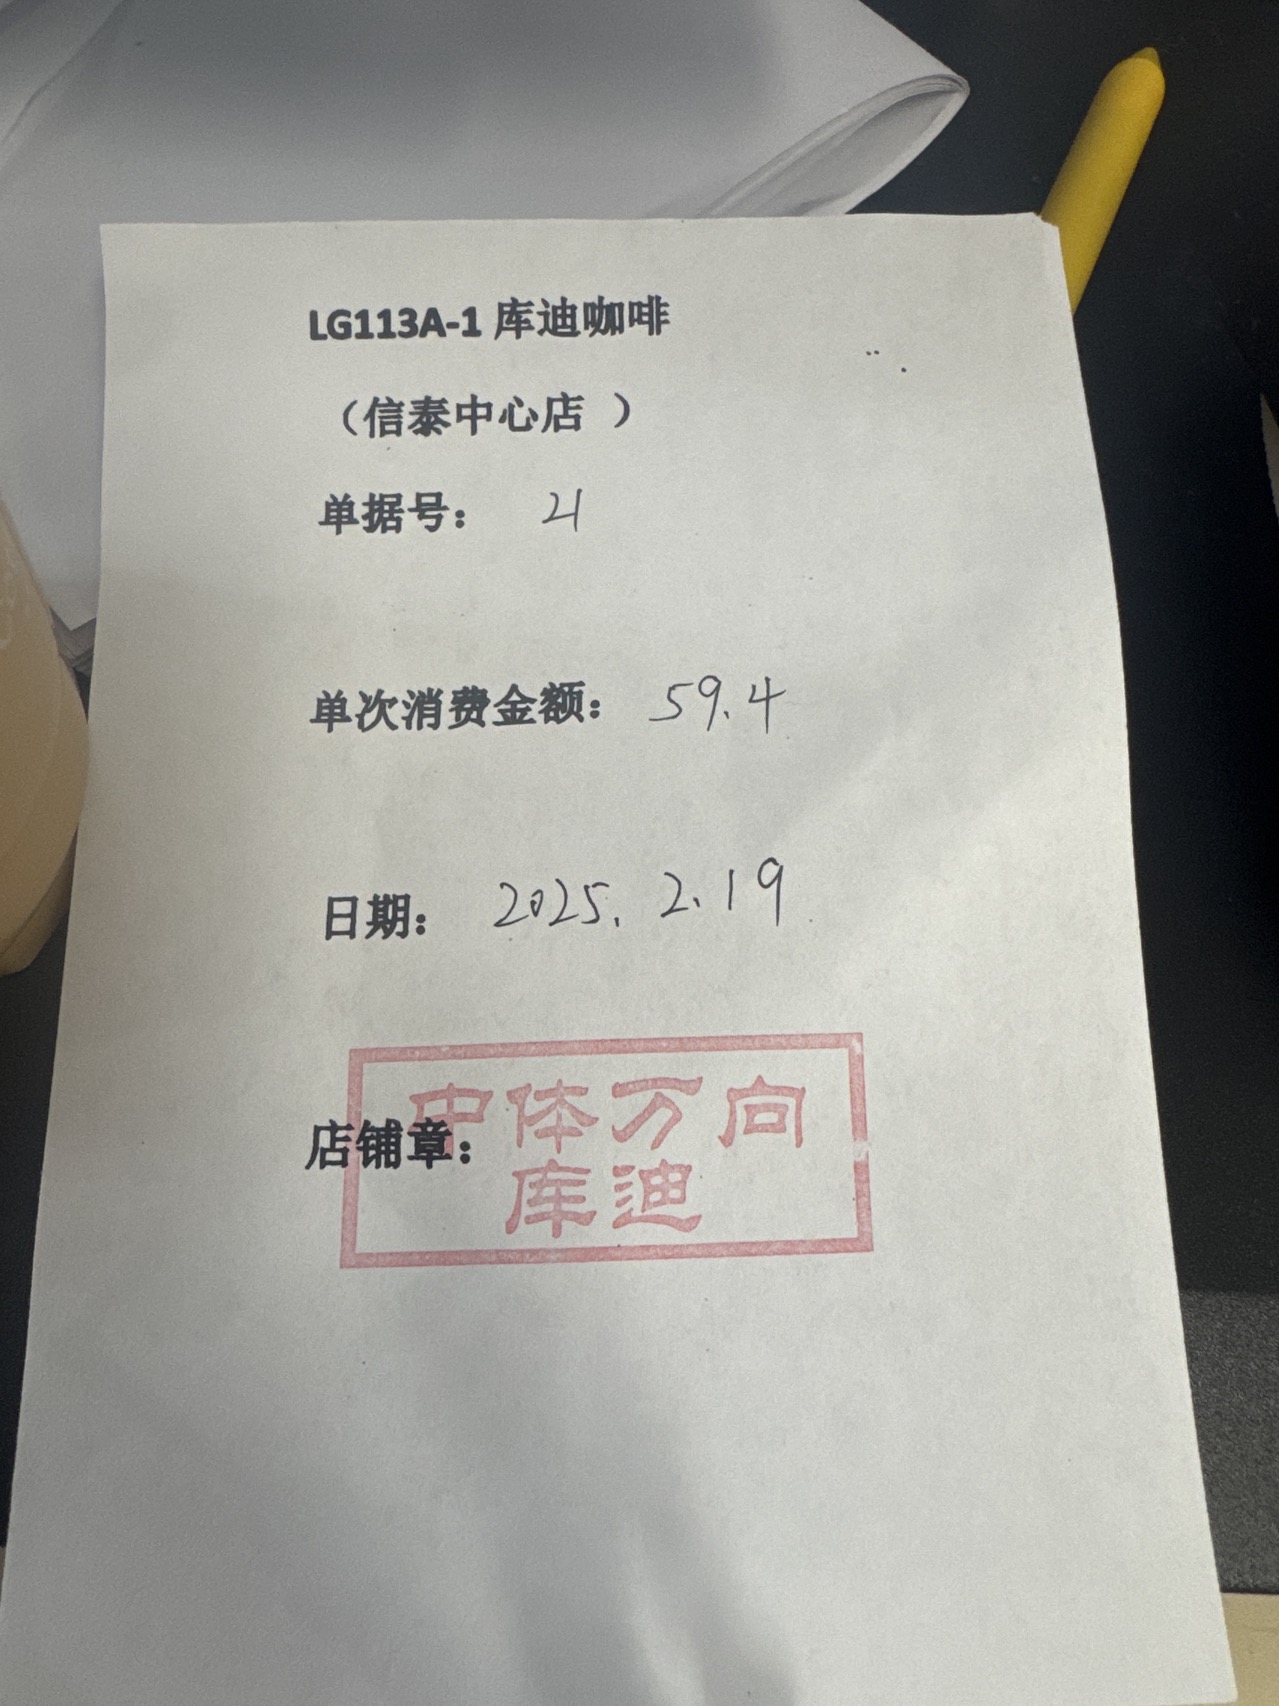 LG113A-1 库迪咖啡
（信泰中心店 ）
单据号： 21
单次消费金额： 59.4
日期： 2025. 2.19
店铺章：
中体万向
库迪